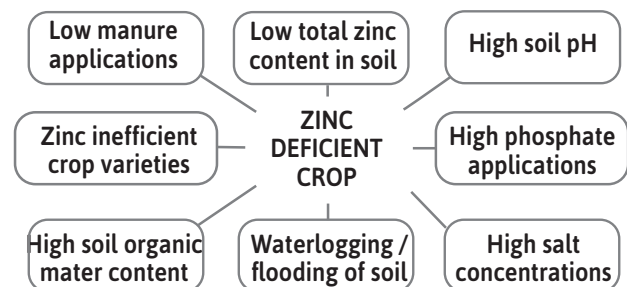 Low manure
applications
Low total zinc
content in soil
High soil pH
Zinc inefficient
crop varieties
ZINC
DEFICIENT
CROP
High phosphate
applications
High soil organic
mater content
Waterlogging /
flooding of soil
High salt
concentrations